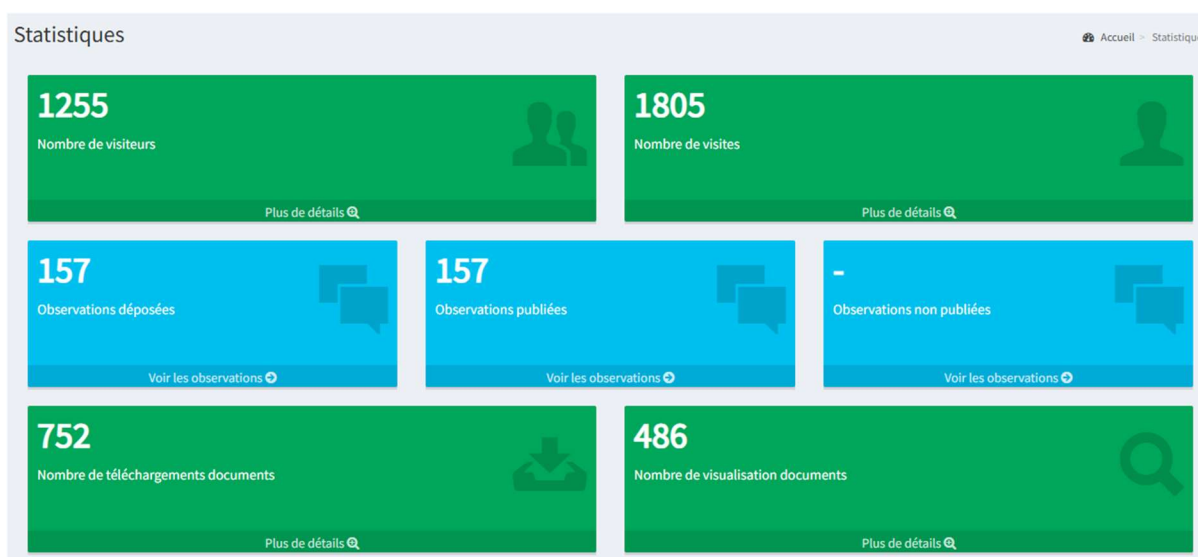 Statistiques
Accueil > Statistiqu
1255
Nombre de visiteurs
Plus de détails
1805
Nombre de visites
Plus de détails
157
Observations déposées
Voir les observations
157
Observations publiées
Voir les observations
-
Observations non publiées
Voir les observations
752
Nombre de téléchargements documents
Plus de détails
486
Nombre de visualisation documents
Plus de détails